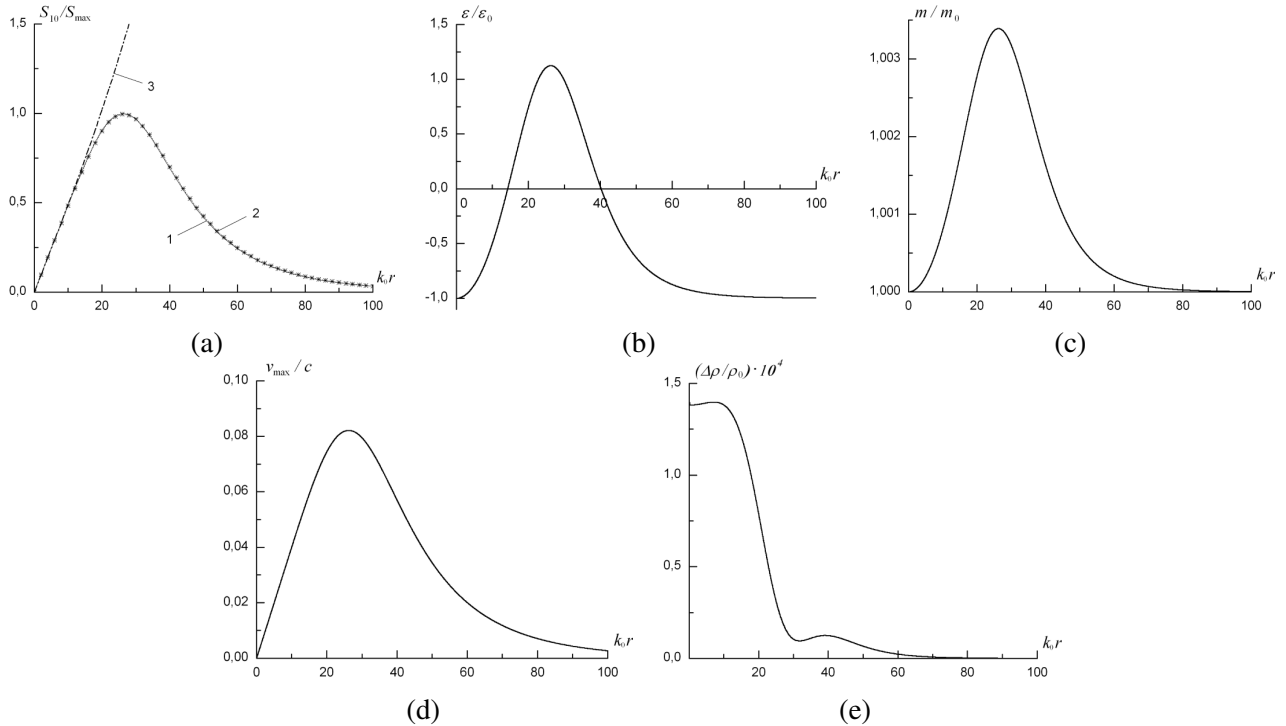 S₁₀/S_max
1,5
1,0
0,5
0,0
0 20 40 60 80 100
k₀r
1
2
3
(a)
ε/ε₀
1,5
1,0
0,5
0,0
-0,5
-1,0
0 20 40 60 80 100
k₀r
(b)
m/m₀
1,003
1,002
1,001
1,000
0 20 40 60 80 100
k₀r
(c)
v_max/c
0,10
0,08
0,06
0,04
0,02
0,00
0 20 40 60 80 100
k₀r
(d)
(Δρ/ρ₀)·10⁴
1,5
1,0
0,5
0,0
0 20 40 60 80 100
k₀r
(e)